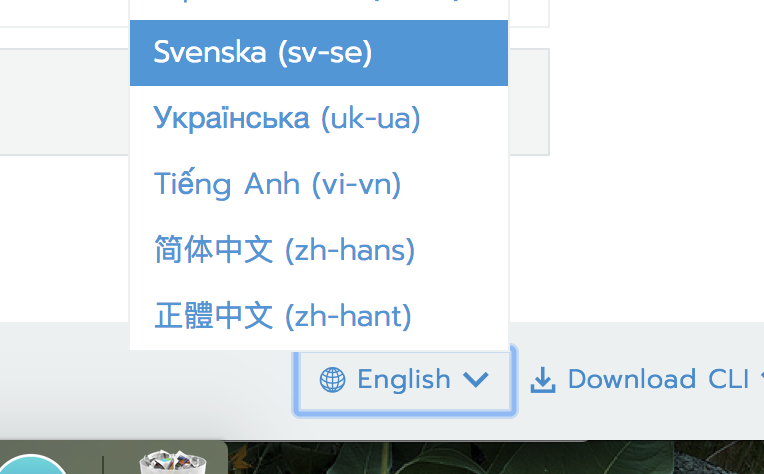 Svenska (sv-se)
Українська (uk-ua)
Tiếng Anh (vi-vn)
简体中文 (zh-hans)
正體中文 (zh-hant)
English
Download CLI